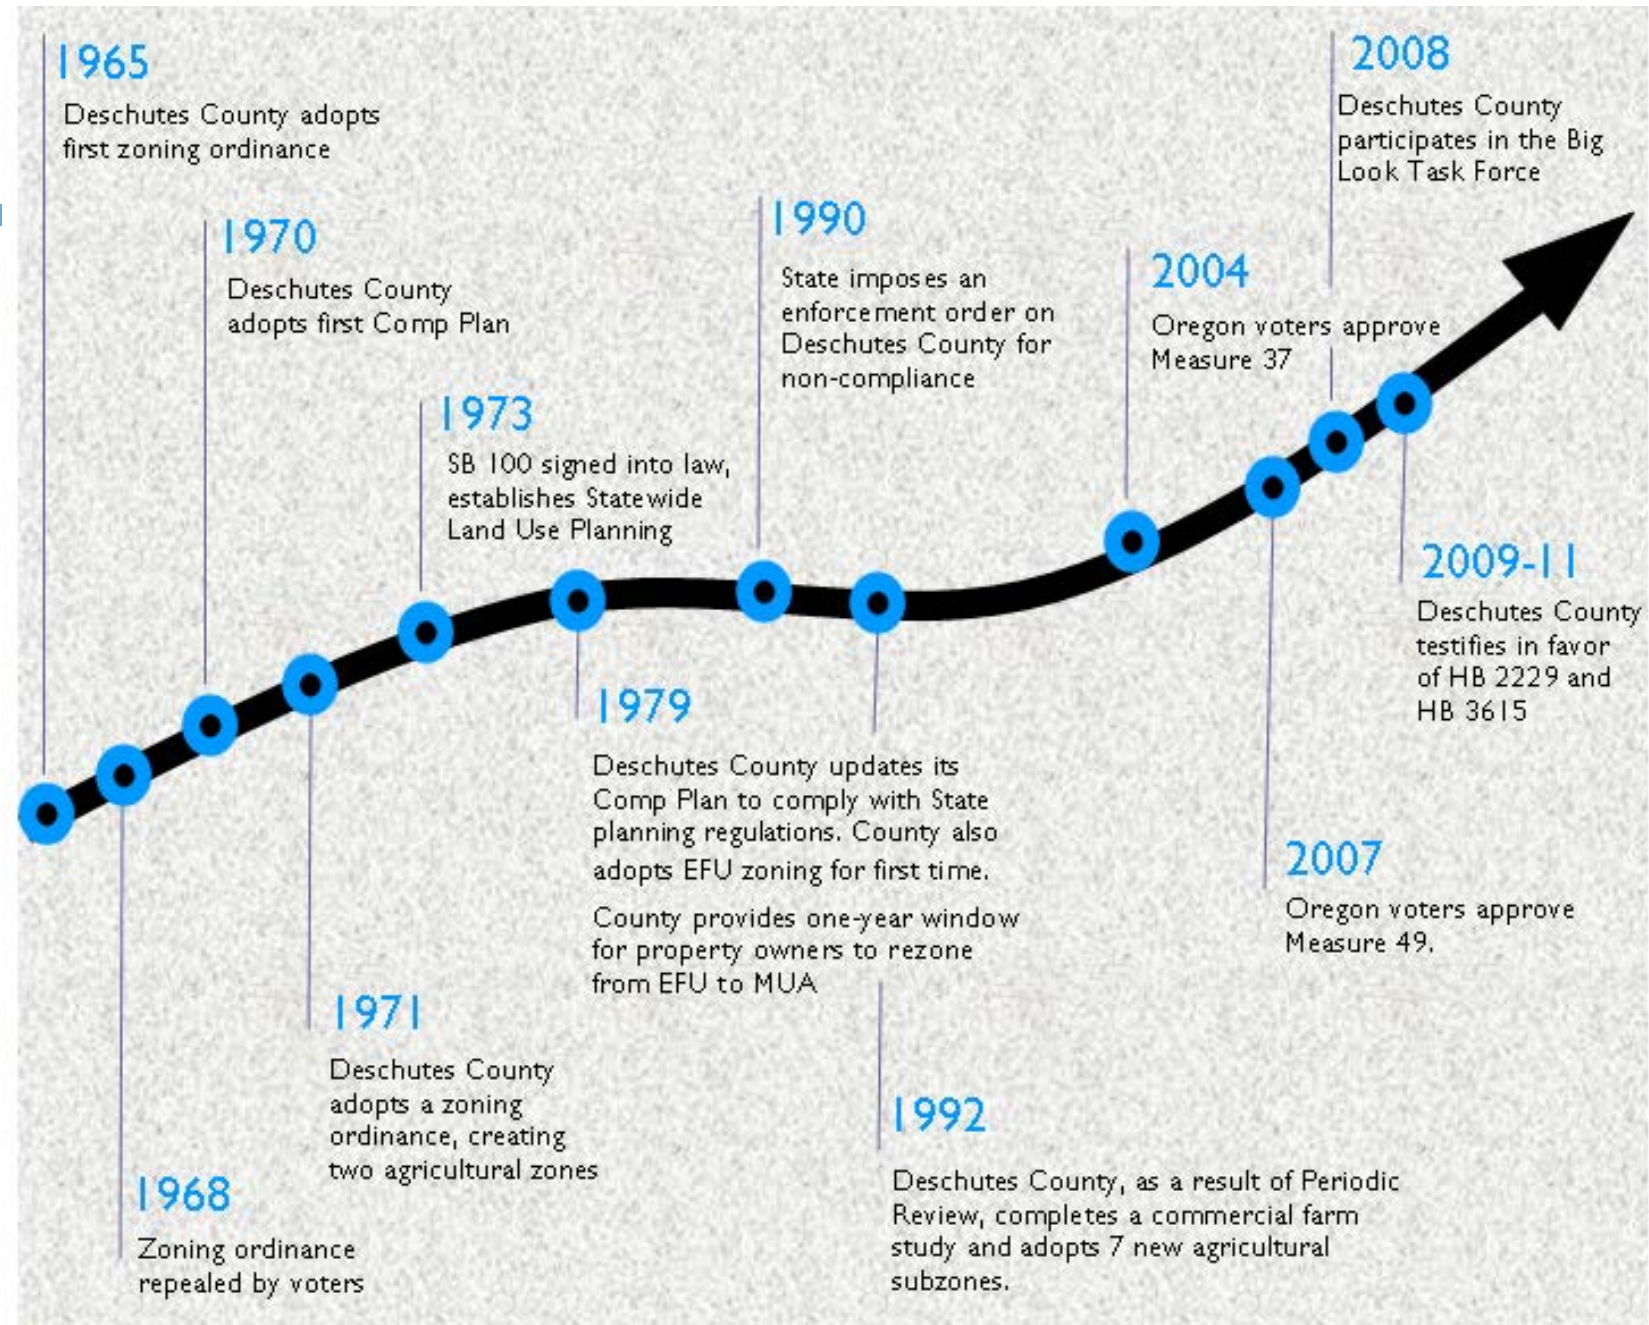 1965
Deschutes County adopts
first zoning ordinance
1968
Zoning ordinance
repealed by voters
1970
Deschutes County
adopts first Comp Plan
1971
Deschutes County
adopts a zoning
ordinance, creating
two agricultural zones
1973
SB 100 signed into law,
establishes Statewide
Land Use Planning
1979
Deschutes County updates its
Comp Plan to comply with State
planning regulations. County also
adopts EFU zoning for first time.
County provides one-year window
for property owners to rezone
from EFU to MUA
1990
State imposes an
enforcement order on
Deschutes County for
non-compliance
1992
Deschutes County, as a result of Periodic
Review, completes a commercial farm
study and adopts 7 new agricultural
subzones.
2004
Oregon voters approve
Measure 37
2007
Oregon voters approve
Measure 49.
2008
Deschutes County
participates in the Big
Look Task Force
2009-11
Deschutes County
testifies in favor
of HB 2229 and
HB 3615